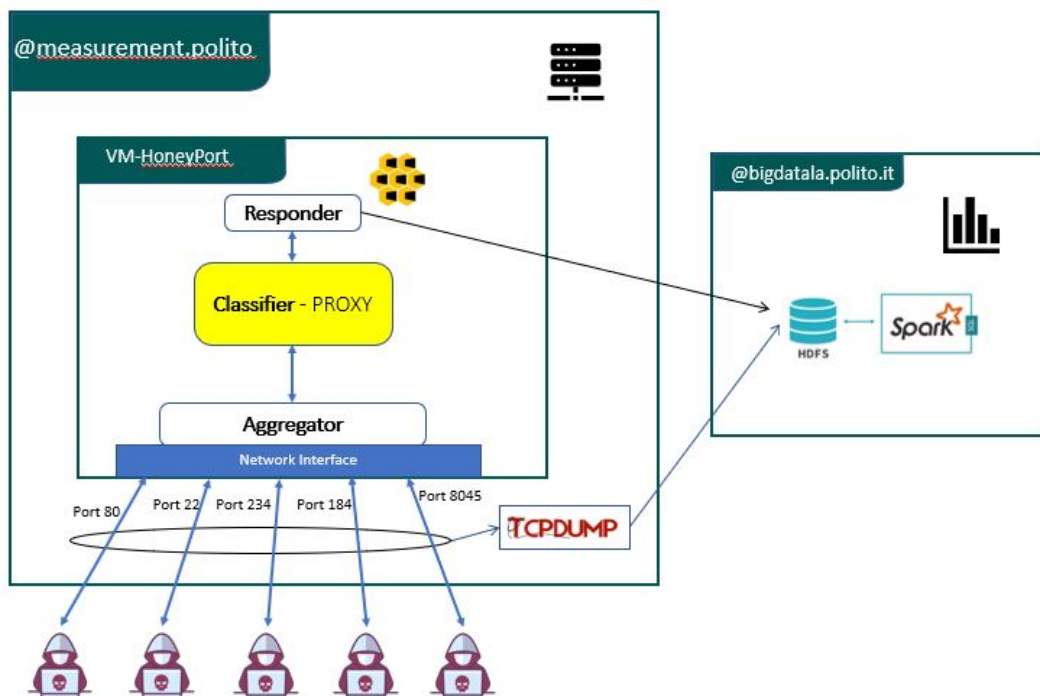 @measurement.polito
VM-HoneyPort
Responder
@bigdatala.polito.it
Classifier - PROXY
HDFS
Spark
SQL
Aggregator
Network Interface
Port 80
Port 22
Port 234
Port 184
Port 8045
TCPDUMP